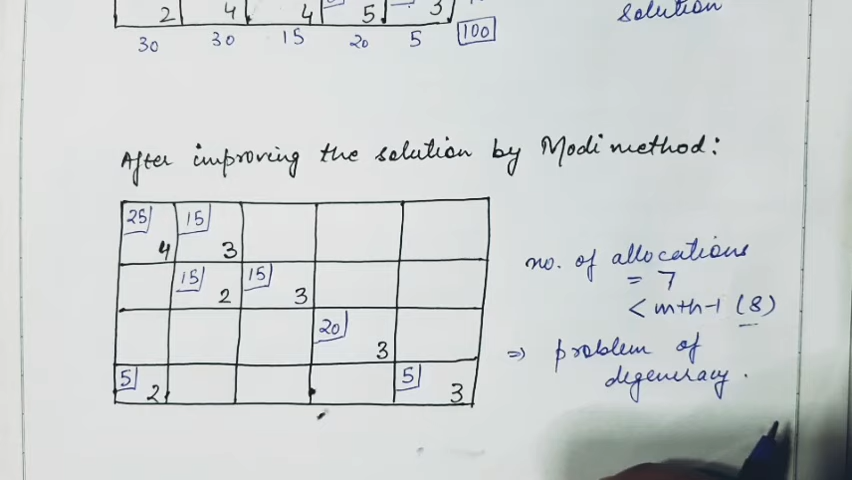 2 4 4 5 3
30 30 15 20 5 100
solution
After improving the solution by Modi method:
25 15
4 3
15 15
2 3
20
3
5 5
2 3
no. of allocations
= 7
< m+n-1 (8)
⇒ problem of
degeneracy.